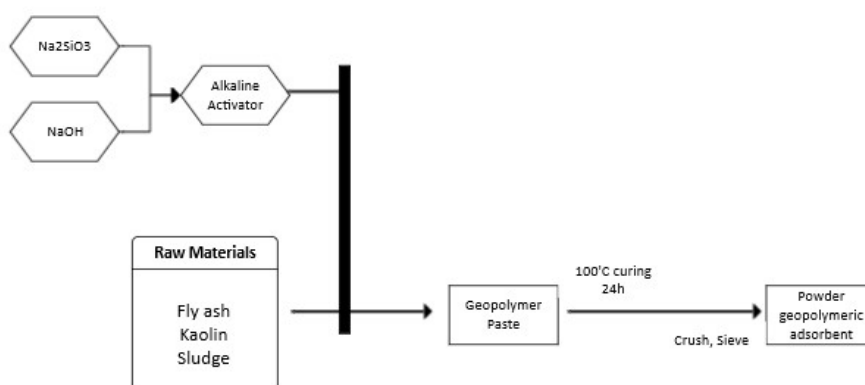 Na2SiO3
NaOH
Alkaline
Activator
Raw Materials
Fly ash
Kaolin
Sludge
Geopolymer
Paste
100'C curing
24h
Crush, Sieve
Powder
geopolymeric
adsorbent